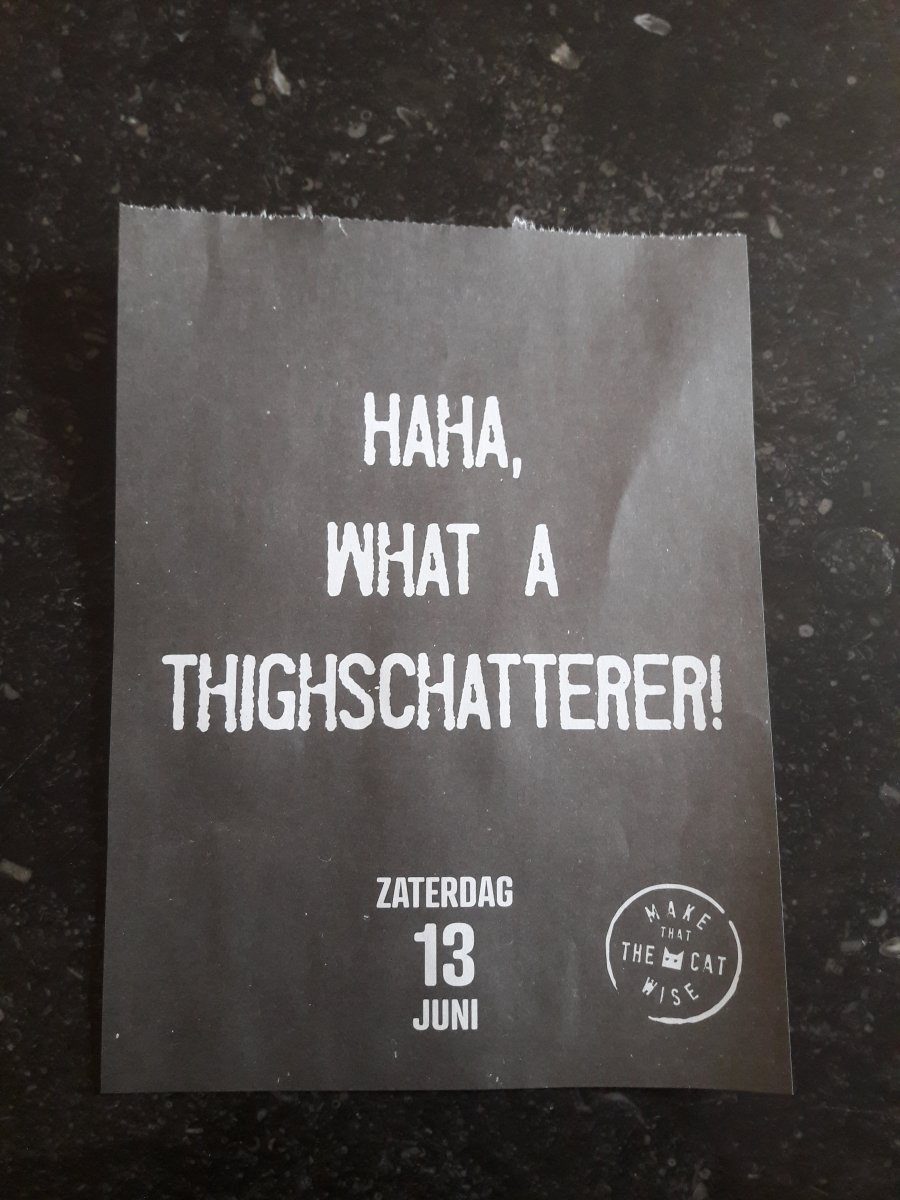 HAHA,
WHAT A
THIGHSCHATTERER!
ZATERDAG
13
JUNI
MAKE
THAT
THE CAT
WISE